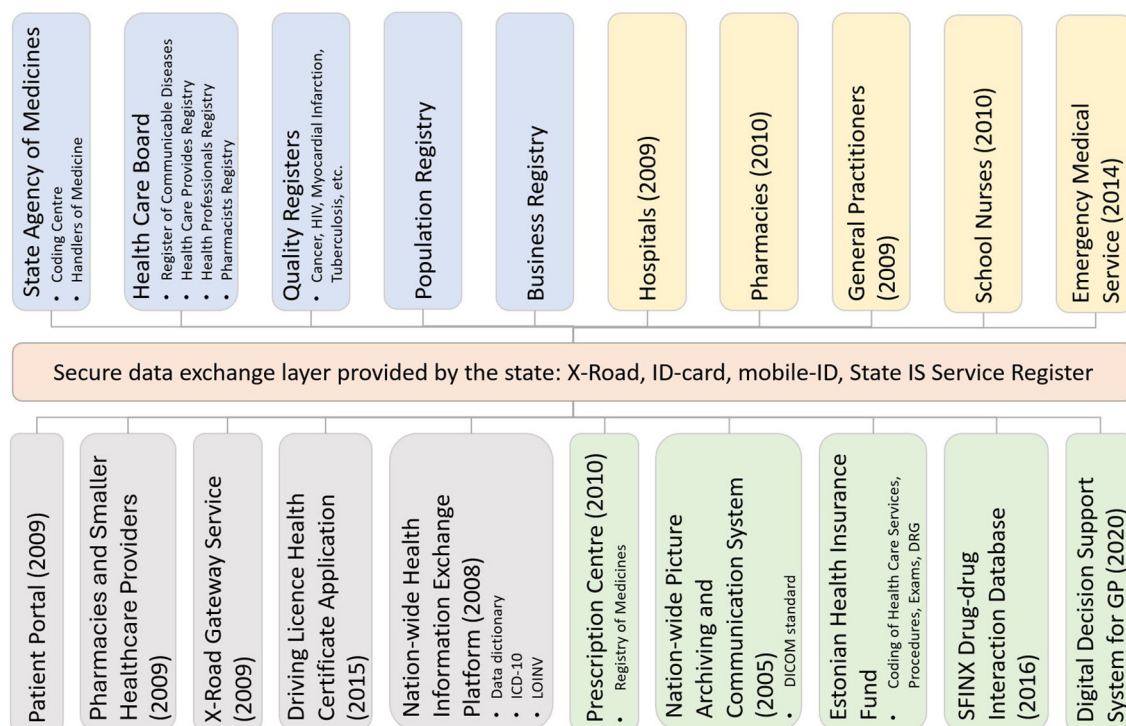 State Agency of Medicines
• Coding Centre
• Handlers of Medicine
Health Care Board
• Register of Communicable Diseases
• Health Care Provides Registry
• Health Professionals Registry
• Pharmacists Registry
Quality Registers
• Cancer, HIV, Myocardial Infarction,
Tuberculosis, etc.
Population Registry
Business Registry
Hospitals (2009)
Pharmacies (2010)
General Practitioners
(2009)
School Nurses (2010)
Emergency Medical
Service (2014)
Secure data exchange layer provided by the state: X-Road, ID-card, mobile-ID, State IS Service Register
Patient Portal (2009)
Pharmacies and Smaller
Healthcare Providers
(2009)
X-Road Gateway Service
(2009)
Driving Licence Health
Certificate Application
(2015)
Nation-wide Health
Information Exchange
Platform (2008)
• Data dictionary
• ICD-10
• LOINV
Prescription Centre (2010)
• Registry of Medicines
Nation-wide Picture
Archiving and
Communication System
(2005)
• DICOM standard
Estonian Health Insurance
Fund
• Coding of Health Care Services,
Procedures, Exams, DRG
SFINX Drug-drug
Interaction Database
(2016)
Digital Decision Support
System for GP (2020)